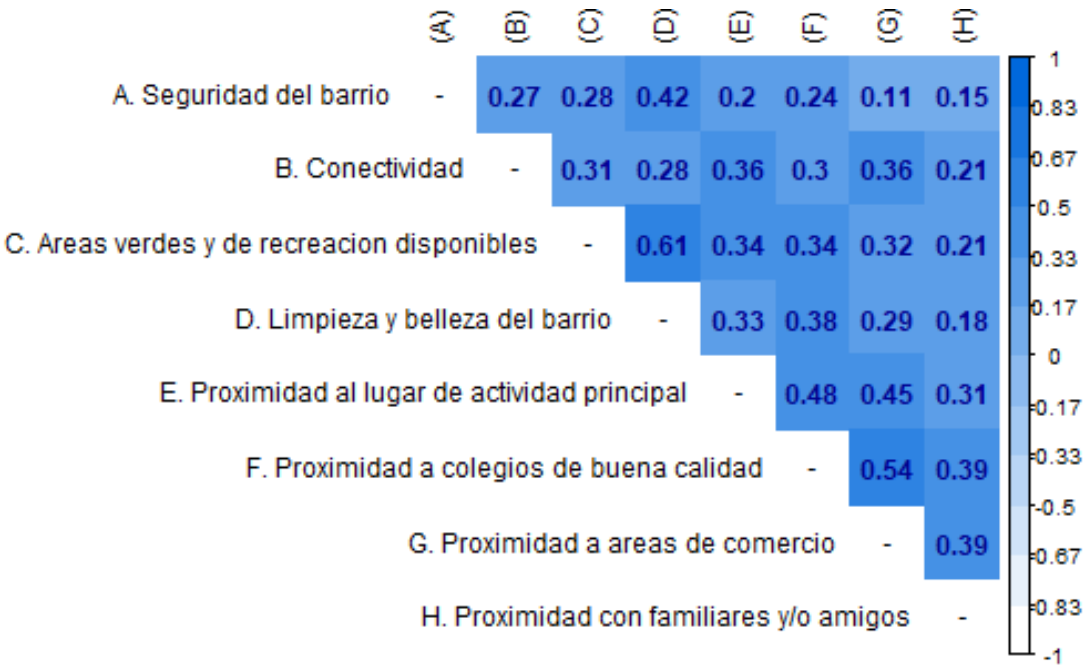 (A) (B) (C) (D) (E) (F) (G) (H)
A. Seguridad del barrio - 0.27 0.28 0.42 0.2 0.24 0.11 0.15
B. Conectividad - 0.31 0.28 0.36 0.3 0.36 0.21
C. Areas verdes y de recreacion disponibles - 0.61 0.34 0.34 0.32 0.21
D. Limpieza y belleza del barrio - 0.33 0.38 0.29 0.18
E. Proximidad al lugar de actividad principal - 0.48 0.45 0.31
F. Proximidad a colegios de buena calidad - 0.54 0.39
G. Proximidad a areas de comercio - 0.39
H. Proximidad con familiares y/o amigos -
1
0.83
0.67
0.5
0.33
0.17
0
-0.17
-0.33
-0.5
-0.67
-0.83
-1